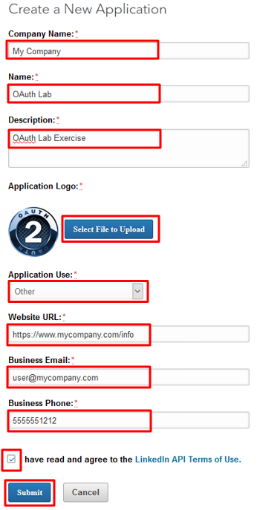 Create a New Application
Company Name:*
My Company
Name:*
OAuth Lab
Description:*
OAuth Lab Exercise
Application Logo:*
OAUTH
2
Select File to Upload
Application Use:*
Other
Website URL:*
https://www.mycompany.com/info
Business Email:*
user@mycompany.com
Business Phone:*
5555551212
have read and agree to the LinkedIn API Terms of Use.
Submit Cancel